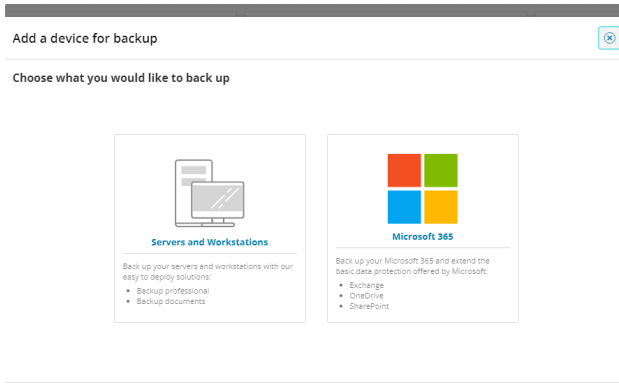 Add a device for backup
Choose what you would like to back up
Servers and Workstations
Back up your servers and workstations with our
easy to deploy solutions:
Backup professional
Backup documents
Microsoft 365
Back up your Microsoft 365 and extend the
basic data protection offered by Microsoft:
Exchange
OneDrive
SharePoint